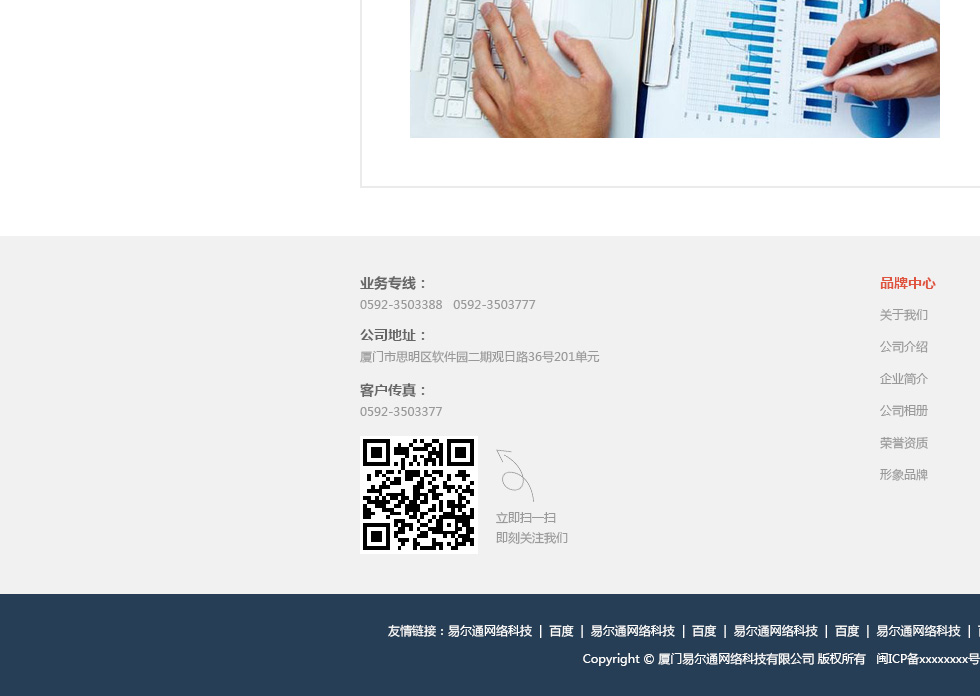 业务专线：
0592-3503388 0592-3503777
公司地址：
厦门市思明区软件园二期观日路36号201单元
客户传真：
0592-3503377
立即扫一扫
即刻关注我们
品牌中心
关于我们
公司介绍
企业简介
公司相册
荣誉资质
形象品牌
友情链接：易尔通网络科技 | 百度 | 易尔通网络科技 | 百度 | 易尔通网络科技 | 百度 | 易尔通网络科技 |
Copyright © 厦门易尔通网络科技有限公司 版权所有 闽ICP备xxxxxxxx号